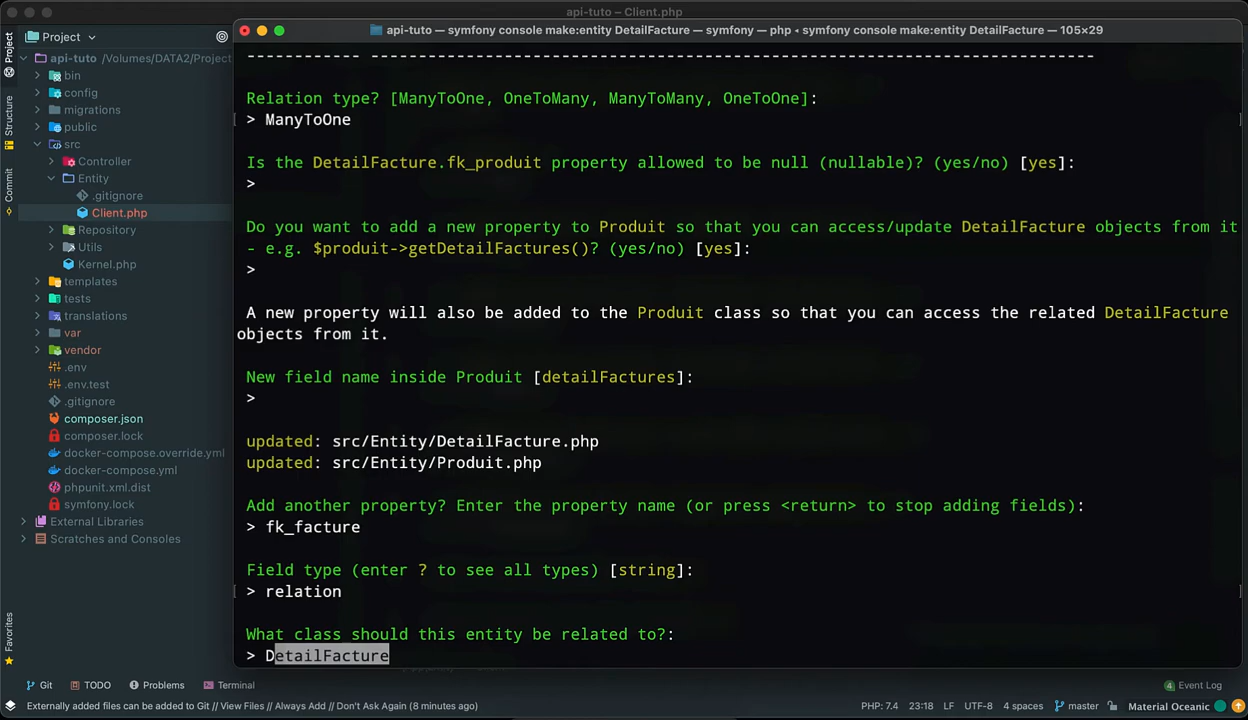 api-tuto – Client.php
Project
api-tuto — symfony console make:entity DetailFacture — symfony — php ◂ symfony console make:entity DetailFacture — 105×29
api-tuto /Volumes/DATA2/Project
bin
config
migrations
public
src
Controller
Entity
.gitignore
Client.php
Repository
Utils
Kernel.php
templates
tests
translations
var
vendor
.env
.env.test
.gitignore
composer.json
composer.lock
docker-compose.override.yml
docker-compose.yml
phpunit.xml.dist
symfony.lock
External Libraries
Scratches and Consoles
Project
Structure
Commit
Favorites
------------ ----------------------------------------------------------------------------
Relation type? [ManyToOne, OneToMany, ManyToMany, OneToOne]:
> ManyToOne
Is the DetailFacture.fk_produit property allowed to be null (nullable)? (yes/no) [yes]:
>
Do you want to add a new property to Produit so that you can access/update DetailFacture objects from it
- e.g. $produit->getDetailFactures()? (yes/no) [yes]:
>
A new property will also be added to the Produit class so that you can access the related DetailFacture
objects from it.
New field name inside Produit [detailFactures]:
>
updated: src/Entity/DetailFacture.php
updated: src/Entity/Produit.php
Add another property? Enter the property name (or press <return> to stop adding fields):
> fk_facture
Field type (enter ? to see all types) [string]:
> relation
What class should this entity be related to?:
> DetailFacture
Git
TODO
Problems
Terminal
4 Event Log
Externally added files can be added to Git // View Files // Always Add // Don't Ask Again (8 minutes ago)
PHP: 7.4 23:18 LF UTF-8 4 spaces master Material Oceanic